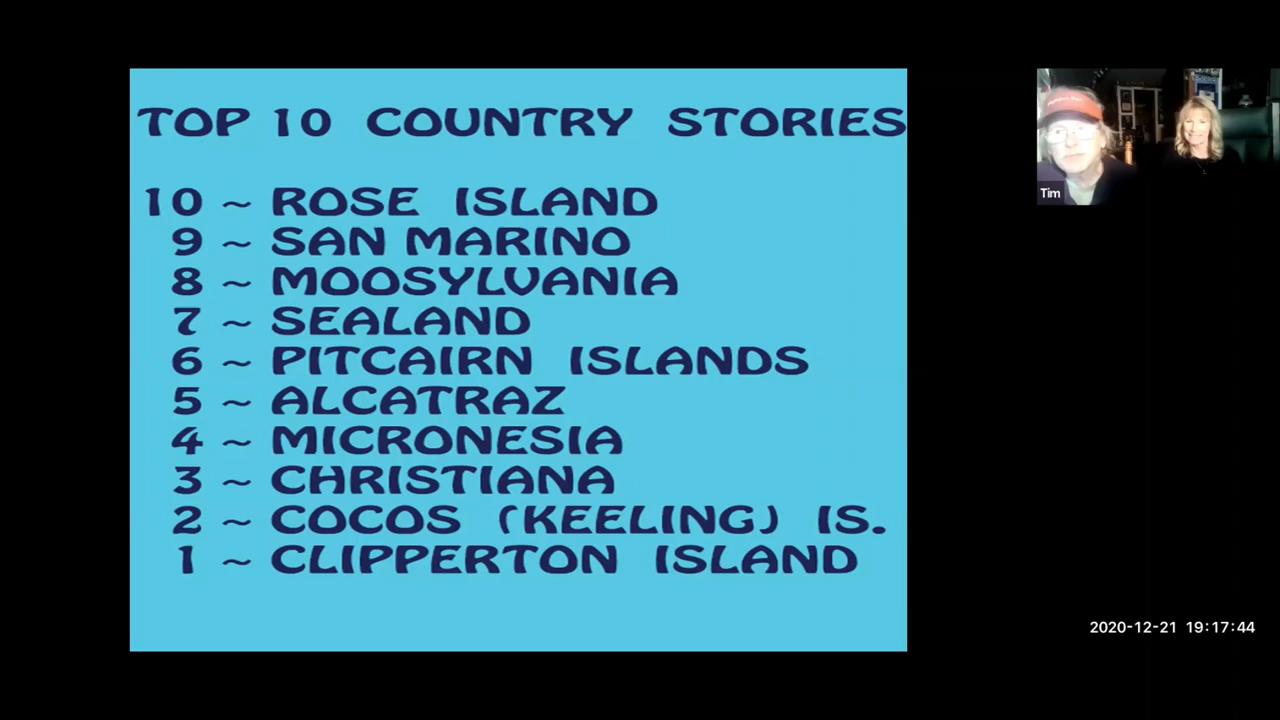 TOP 10 COUNTRY STORIES
10 ~ ROSE ISLAND
9 ~ SAN MARINO
8 ~ MOOSYLVANIA
7 ~ SEALAND
6 ~ PITCAIRN ISLANDS
5 ~ ALCATRAZ
4 ~ MICRONESIA
3 ~ CHRISTIANA
2 ~ COCOS (KEELING) IS.
1 ~ CLIPPERTON ISLAND
Tim
2020-12-21 19:17:44